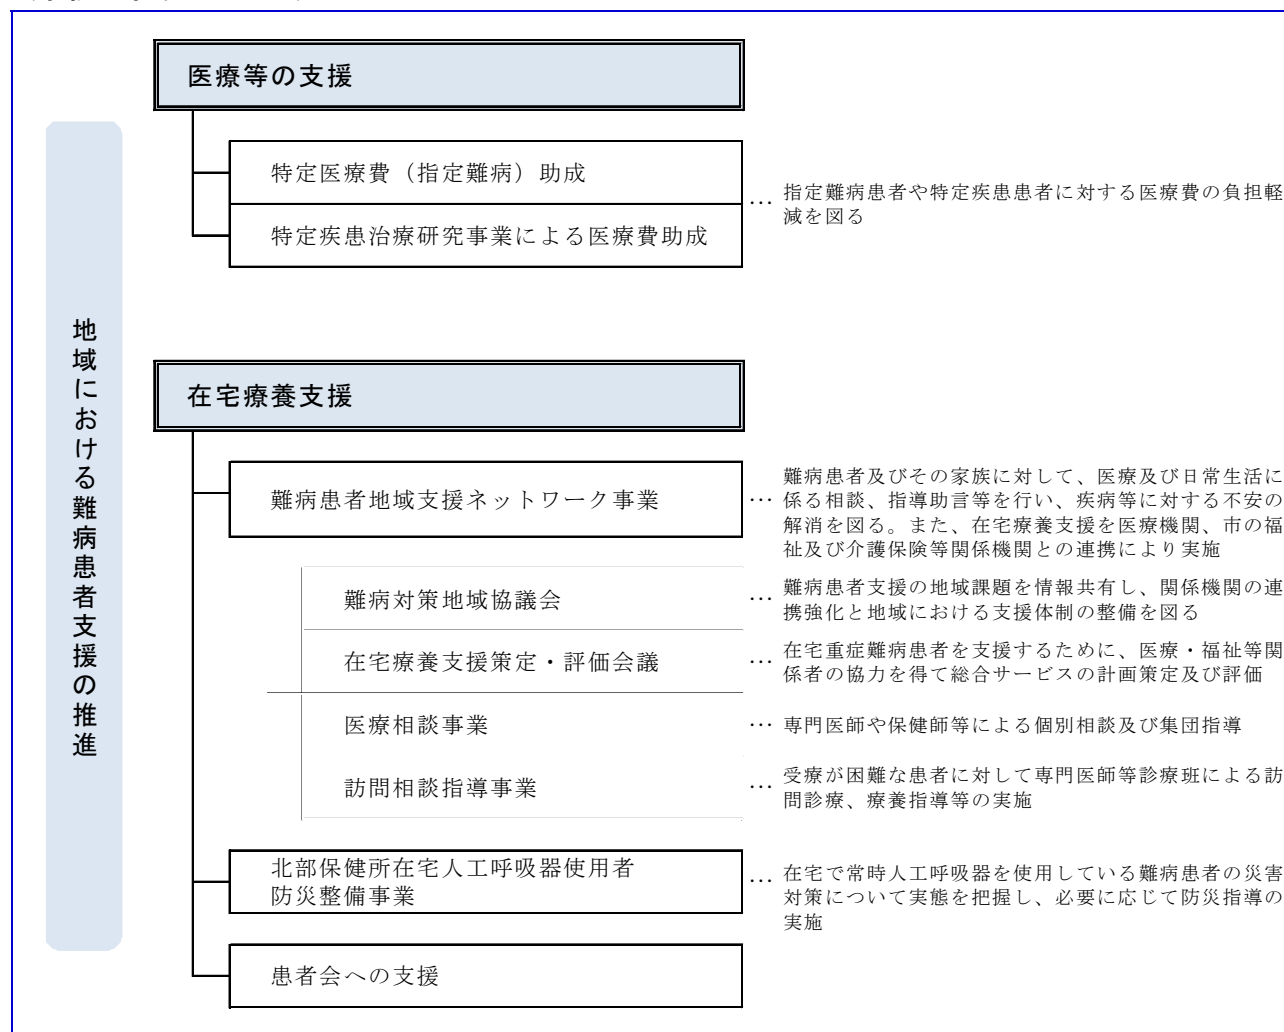 医療等の支援
特定医療費（指定難病）助成
特定疾患治療研究事業による医療費助成
… 指定難病患者や特定疾患患者に対する医療費の負担軽
減を図る
地域における難病患者支援の推進
在宅療養支援
難病患者地域支援ネットワーク事業
… 難病患者及びその家族に対して、医療及び日常生活に
係る相談、指導助言等を行い、疾病等に対する不安の
解消を図る。また、在宅療養支援を医療機関、市の福
祉及び介護保険等関係機関との連携により実施
難病対策地域協議会
… 難病患者支援の地域課題を情報共有し、関係機関の連
携強化と地域における支援体制の整備を図る
在宅療養支援策定・評価会議
… 在宅重症難病患者を支援するために、医療・福祉等関
係者の協力を得て総合サービスの計画策定及び評価
医療相談事業
… 専門医師や保健師等による個別相談及び集団指導
訪問相談指導事業
… 受療が困難な患者に対して専門医師等診療班による訪
問診療、療養指導等の実施
北部保健所在宅人工呼吸器使用者
防災整備事業
… 在宅で常時人工呼吸器を使用している難病患者の災害
対策について実態を把握し、必要に応じて防災指導の
実施
患者会への支援